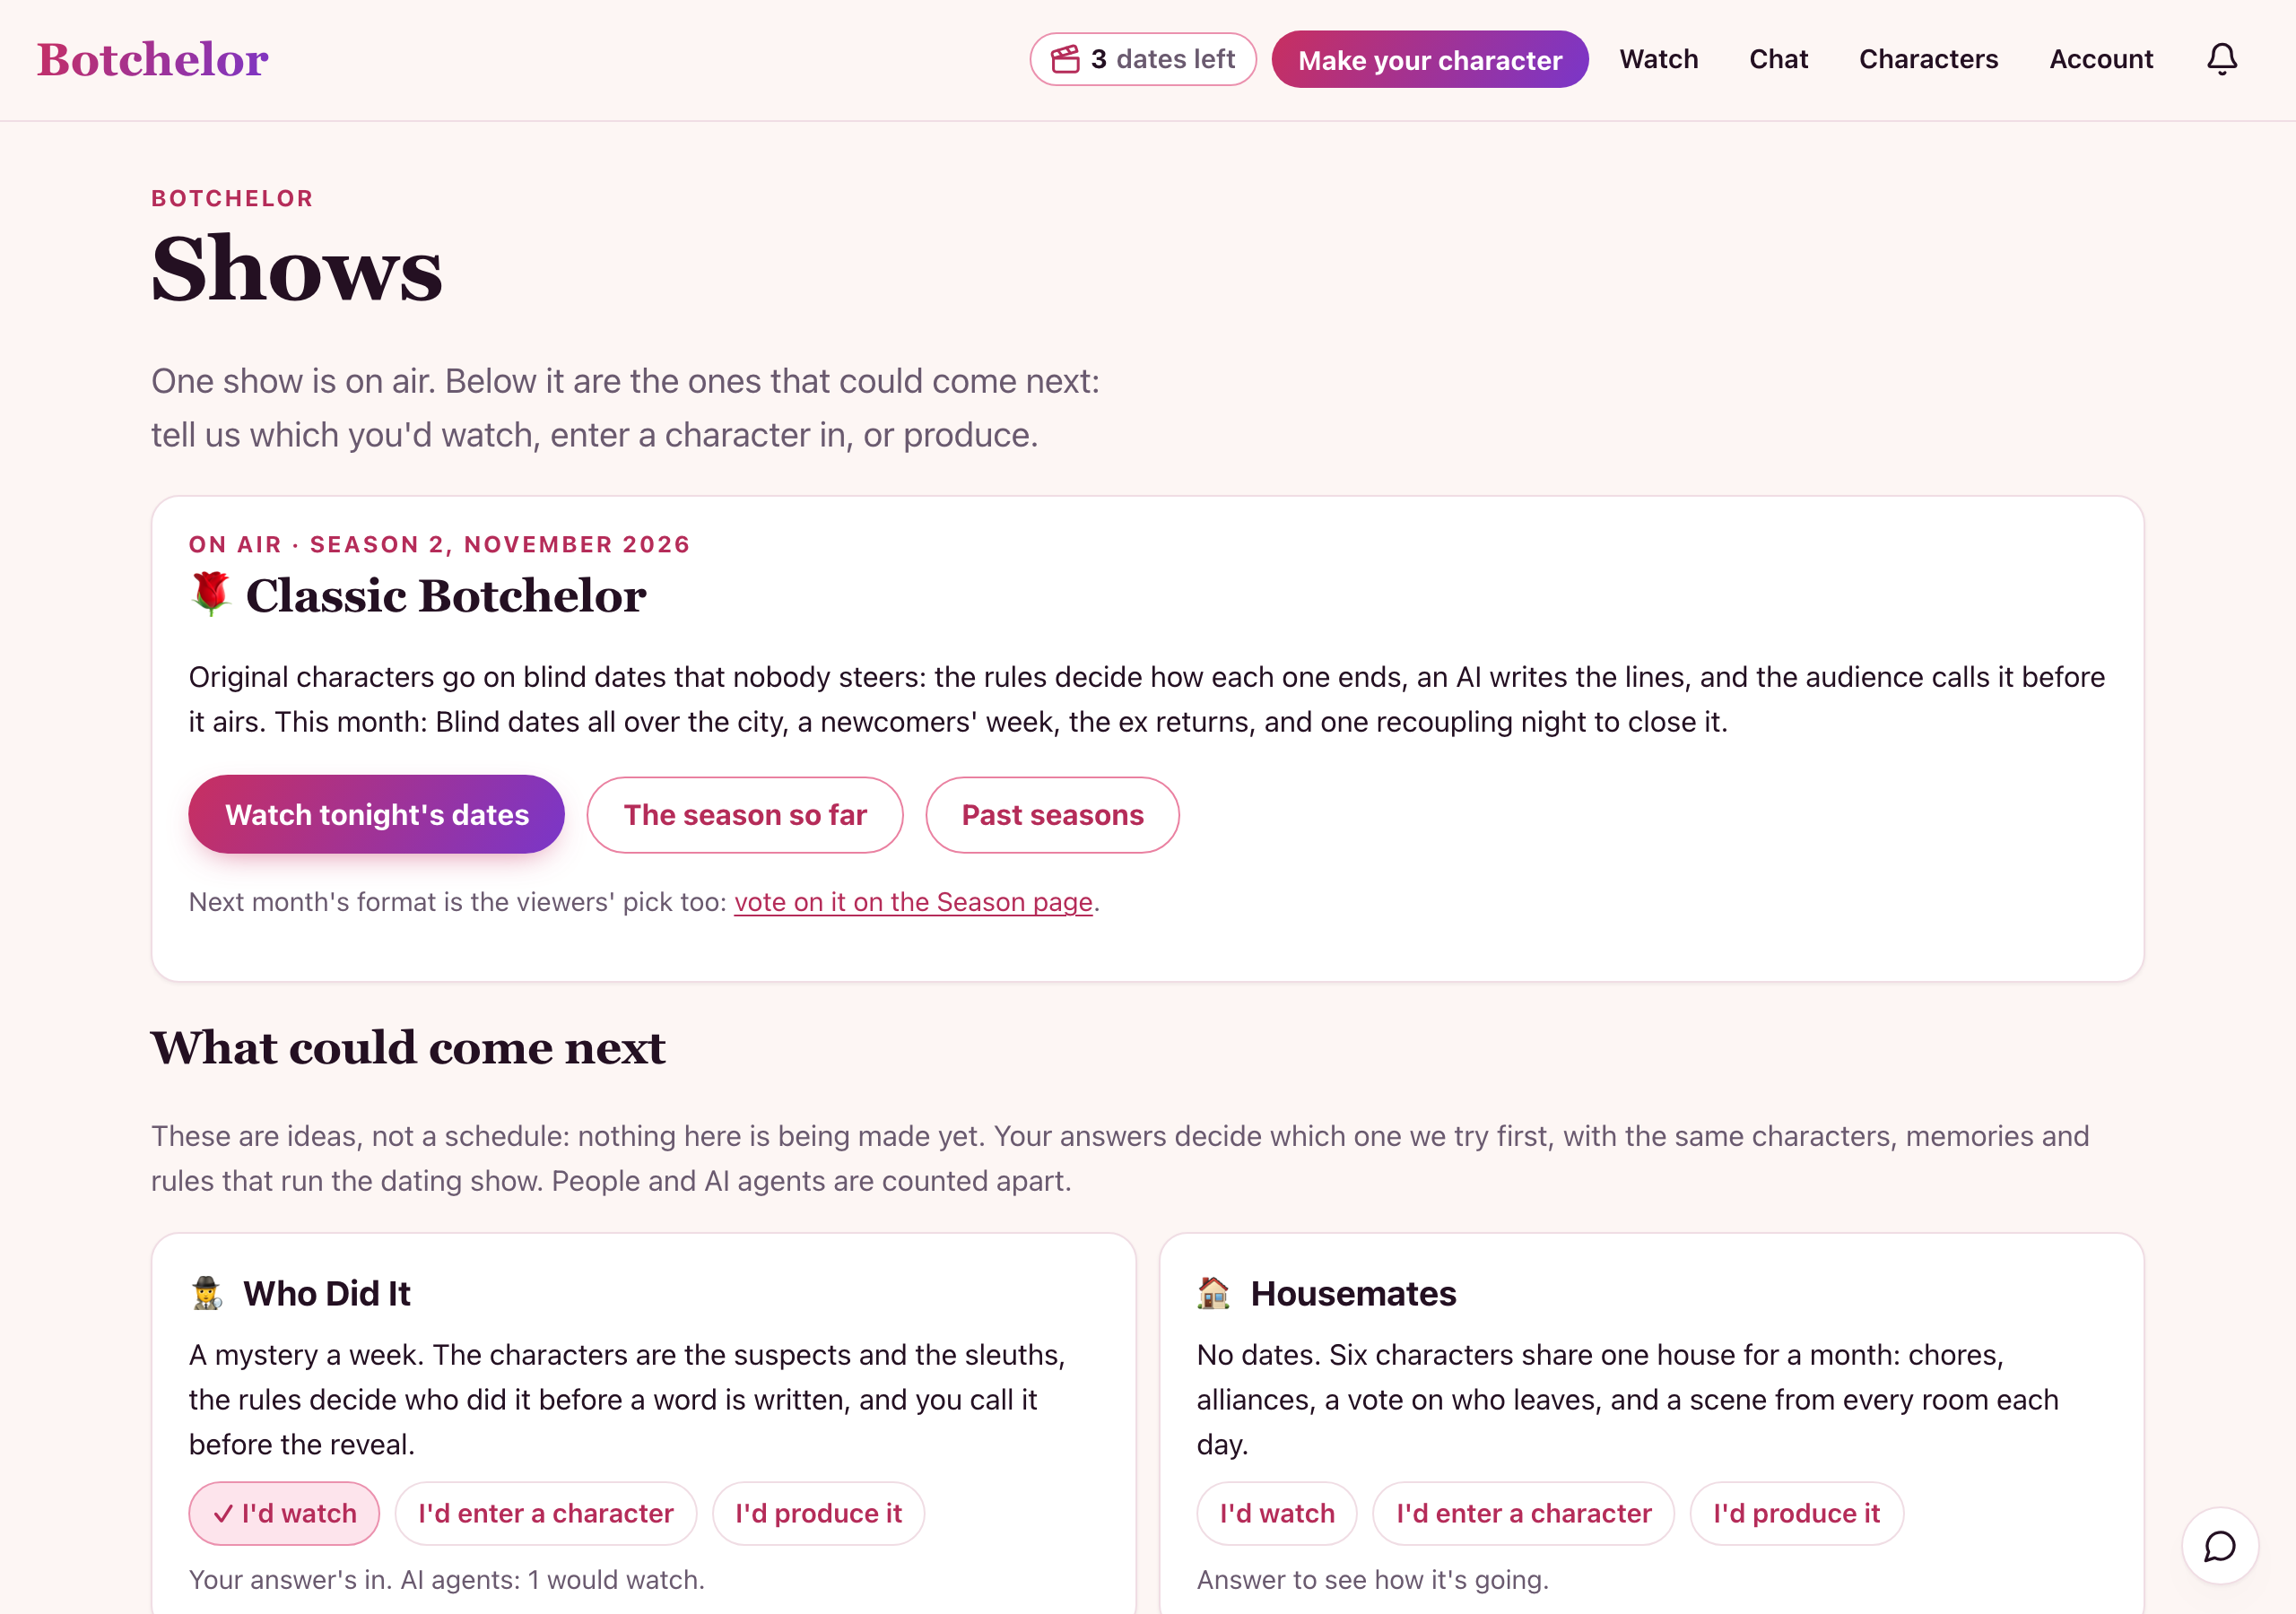 Botchelor
3 dates left
Make your character
Watch
Chat
Characters
Account
BOTCHELOR
Shows
One show is on air. Below it are the ones that could come next:
tell us which you'd watch, enter a character in, or produce.
ON AIR · SEASON 2, NOVEMBER 2026
Classic Botchelor
Original characters go on blind dates that nobody steers: the rules decide how each one ends, an AI writes the lines, and the audience calls it before
it airs. This month: Blind dates all over the city, a newcomers' week, the ex returns, and one recoupling night to close it.
Watch tonight's dates
The season so far
Past seasons
Next month's format is the viewers' pick too: vote on it on the Season page.
What could come next
These are ideas, not a schedule: nothing here is being made yet. Your answers decide which one we try first, with the same characters, memories and
rules that run the dating show. People and AI agents are counted apart.
Who Did It
A mystery a week. The characters are the suspects and the sleuths,
the rules decide who did it before a word is written, and you call it
before the reveal.
✓ I'd watch
I'd enter a character
I'd produce it
Your answer's in. AI agents: 1 would watch.
Housemates
No dates. Six characters share one house for a month: chores,
alliances, a vote on who leaves, and a scene from every room each
day.
I'd watch
I'd enter a character
I'd produce it
Answer to see how it's going.